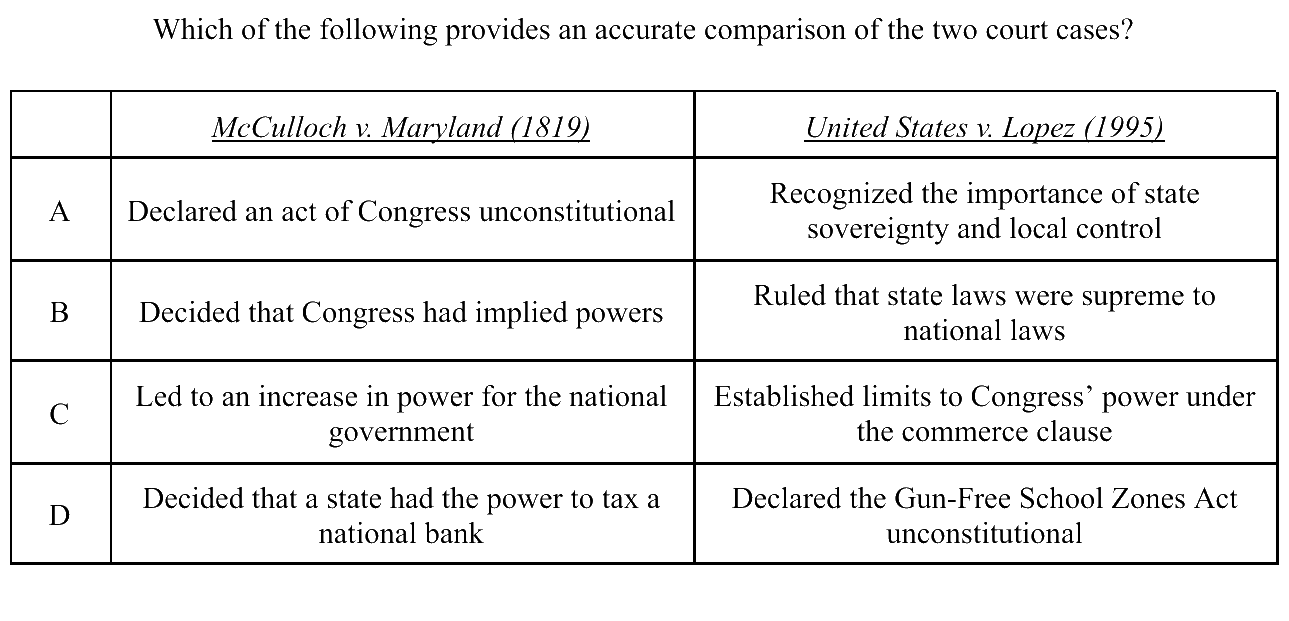 Which of the following provides an accurate comparison of the two court cases?
McCulloch v. Maryland (1819)
United States v. Lopez (1995)
A
Declared an act of Congress unconstitutional
Recognized the importance of state
sovereignty and local control
B
Decided that Congress had implied powers
Ruled that state laws were supreme to
national laws
C
Led to an increase in power for the national
government
Established limits to Congress’ power under
the commerce clause
D
Decided that a state had the power to tax a
national bank
Declared the Gun-Free School Zones Act
unconstitutional